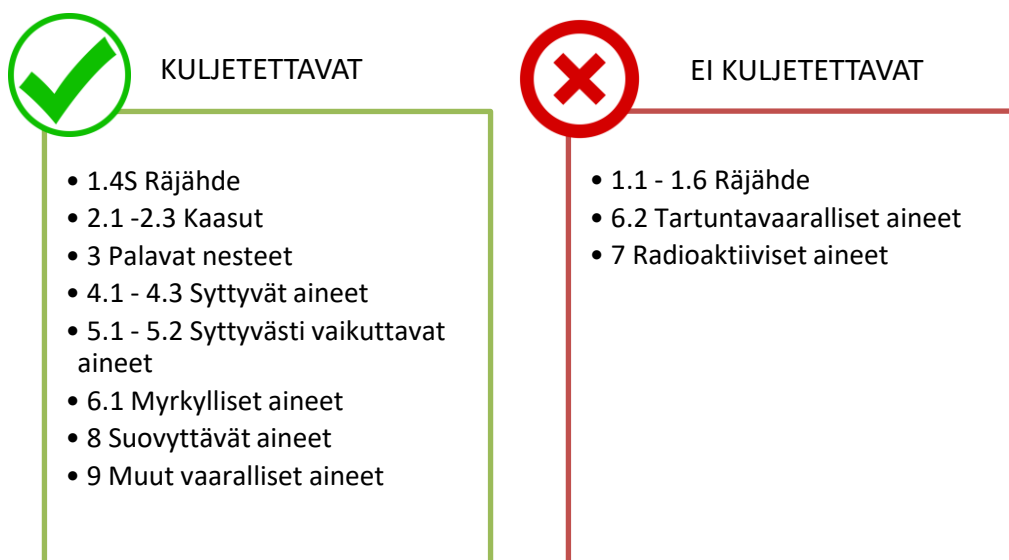 KULJETETTAVAT
• 1.4S Räjähde
• 2.1 -2.3 Kaasut
• 3 Palavat nesteet
• 4.1 - 4.3 Syttyvät aineet
• 5.1 - 5.2 Syttyvästi vaikuttavat
aineet
• 6.1 Myrkylliset aineet
• 8 Suovyttävät aineet
• 9 Muut vaaralliset aineet
EI KULJETETTAVAT
• 1.1 - 1.6 Räjähde
• 6.2 Tartuntavaaralliset aineet
• 7 Radioaktiiviset aineet